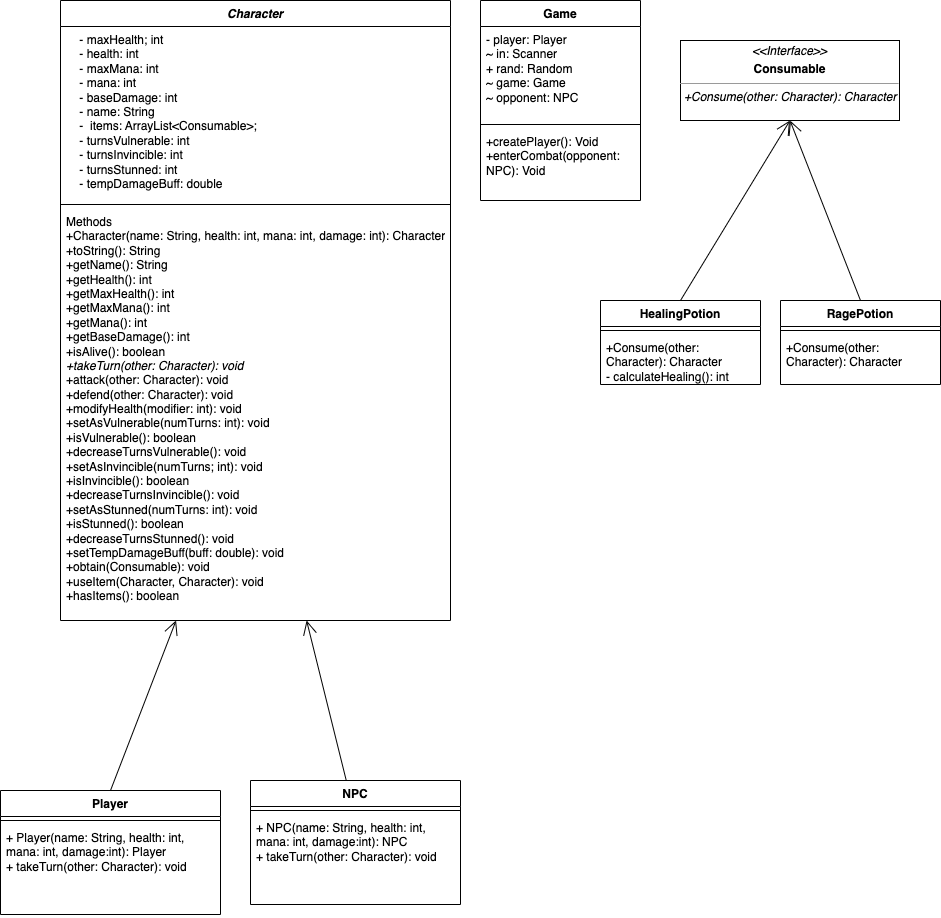 Character
- maxHealth; int
- health: int
- maxMana: int
- mana: int
- baseDamage: int
- name: String
- items: ArrayList<Consumable>;
- turnsVulnerable: int
- turnsInvincible: int
- turnsStunned: int
- tempDamageBuff: double
Methods
+Character(name: String, health: int, mana: int, damage: int): Character
+toString(): String
+getName(): String
+getHealth(): int
+getMaxHealth(): int
+getMaxMana(): int
+getMana(): int
+getBaseDamage(): int
+isAlive(): boolean
+takeTurn(other: Character): void
+attack(other: Character): void
+defend(other: Character): void
+modifyHealth(modifier: int): void
+setAsVulnerable(numTurns: int): void
+isVulnerable(): boolean
+decreaseTurnsVulnerable(): void
+setAsInvincible(numTurns; int): void
+isInvincible(): boolean
+decreaseTurnsInvincible(): void
+setAsStunned(numTurns: int): void
+isStunned(): boolean
+decreaseTurnsStunned(): void
+setTempDamageBuff(buff: double): void
+obtain(Consumable): void
+useItem(Character, Character): void
+hasItems(): boolean
Game
- player: Player
~ in: Scanner
+ rand: Random
~ game: Game
~ opponent: NPC
+createPlayer(): Void
+enterCombat(opponent:
NPC): Void
<<Interface>>
Consumable
+Consume(other: Character): Character
HealingPotion
+Consume(other:
Character): Character
- calculateHealing(): int
RagePotion
+Consume(other:
Character): Character
Player
+ Player(name: String, health: int,
mana: int, damage:int): Player
+ takeTurn(other: Character): void
NPC
+ NPC(name: String, health: int,
mana: int, damage:int): NPC
+ takeTurn(other: Character): void